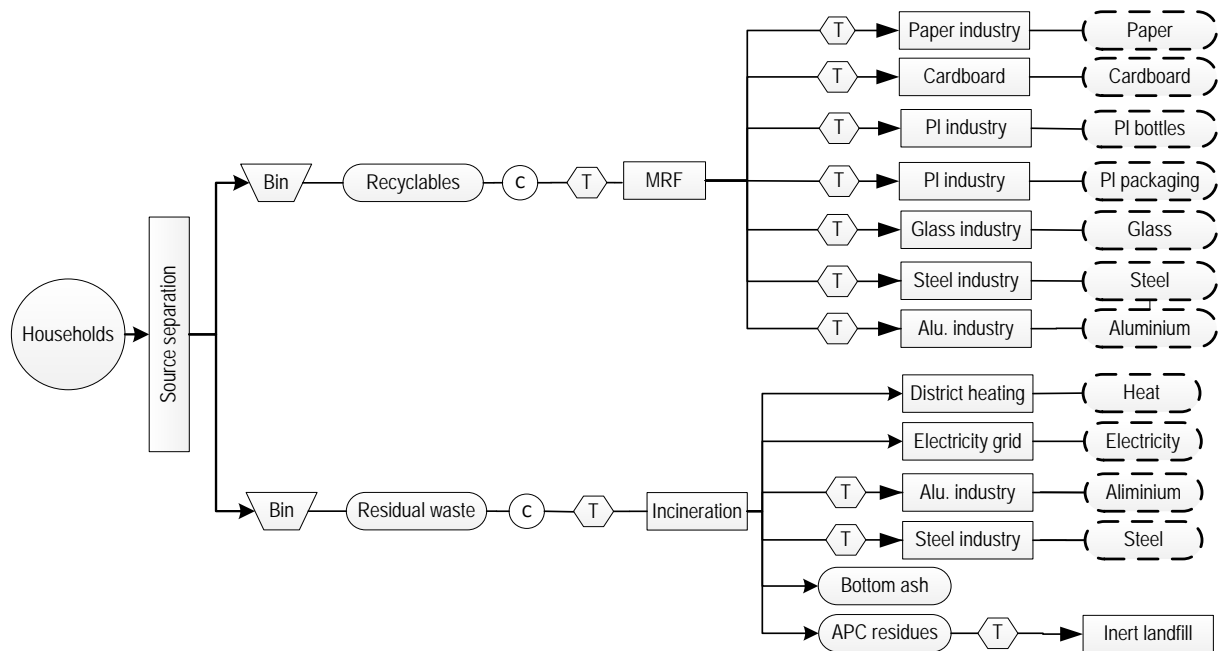 T
Paper industry
Paper
T
Cardboard
Cardboard
T
Pl industry
Pl bottles
Bin
Recyclables
C
T
MRF
T
Pl industry
Pl packaging
T
Glass industry
Glass
T
Steel industry
Steel
Households
Source separation
T
Alu. industry
Aluminium
District heating
Heat
Electricity grid
Electricity
Bin
Residual waste
C
T
Incineration
T
Alu. industry
Aliminium
T
Steel industry
Steel
Bottom ash
APC residues
T
Inert landfill